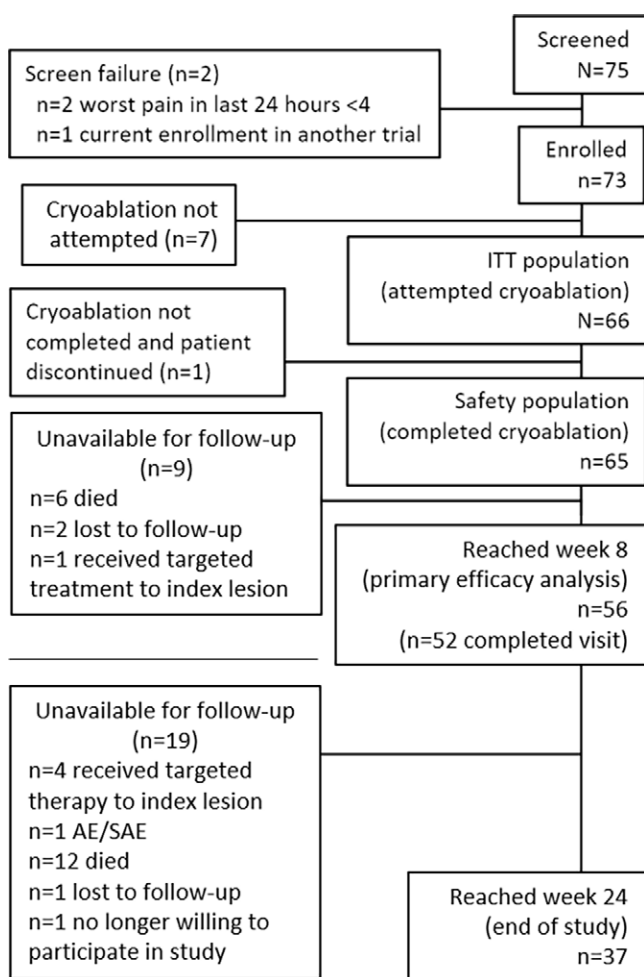 Screened
N=75
Screen failure (n=2)
n=2 worst pain in last 24 hours <4
n=1 current enrollment in another trial
Enrolled
n=73
Cryoablation not
attempted (n=7)
ITT population
(attempted cryoablation)
N=66
Cryoablation not
completed and patient
discontinued (n=1)
Safety population
(completed cryoablation)
n=65
Unavailable for follow-up
(n=9)
n=6 died
n=2 lost to follow-up
n=1 received targeted
treatment to index lesion
Reached week 8
(primary efficacy analysis)
n=56
(n=52 completed visit)
Unavailable for follow-up
(n=19)
n=4 received targeted
therapy to index lesion
n=1 AE/SAE
n=12 died
n=1 lost to follow-up
n=1 no longer willing to
participate in study
Reached week 24
(end of study)
n=37